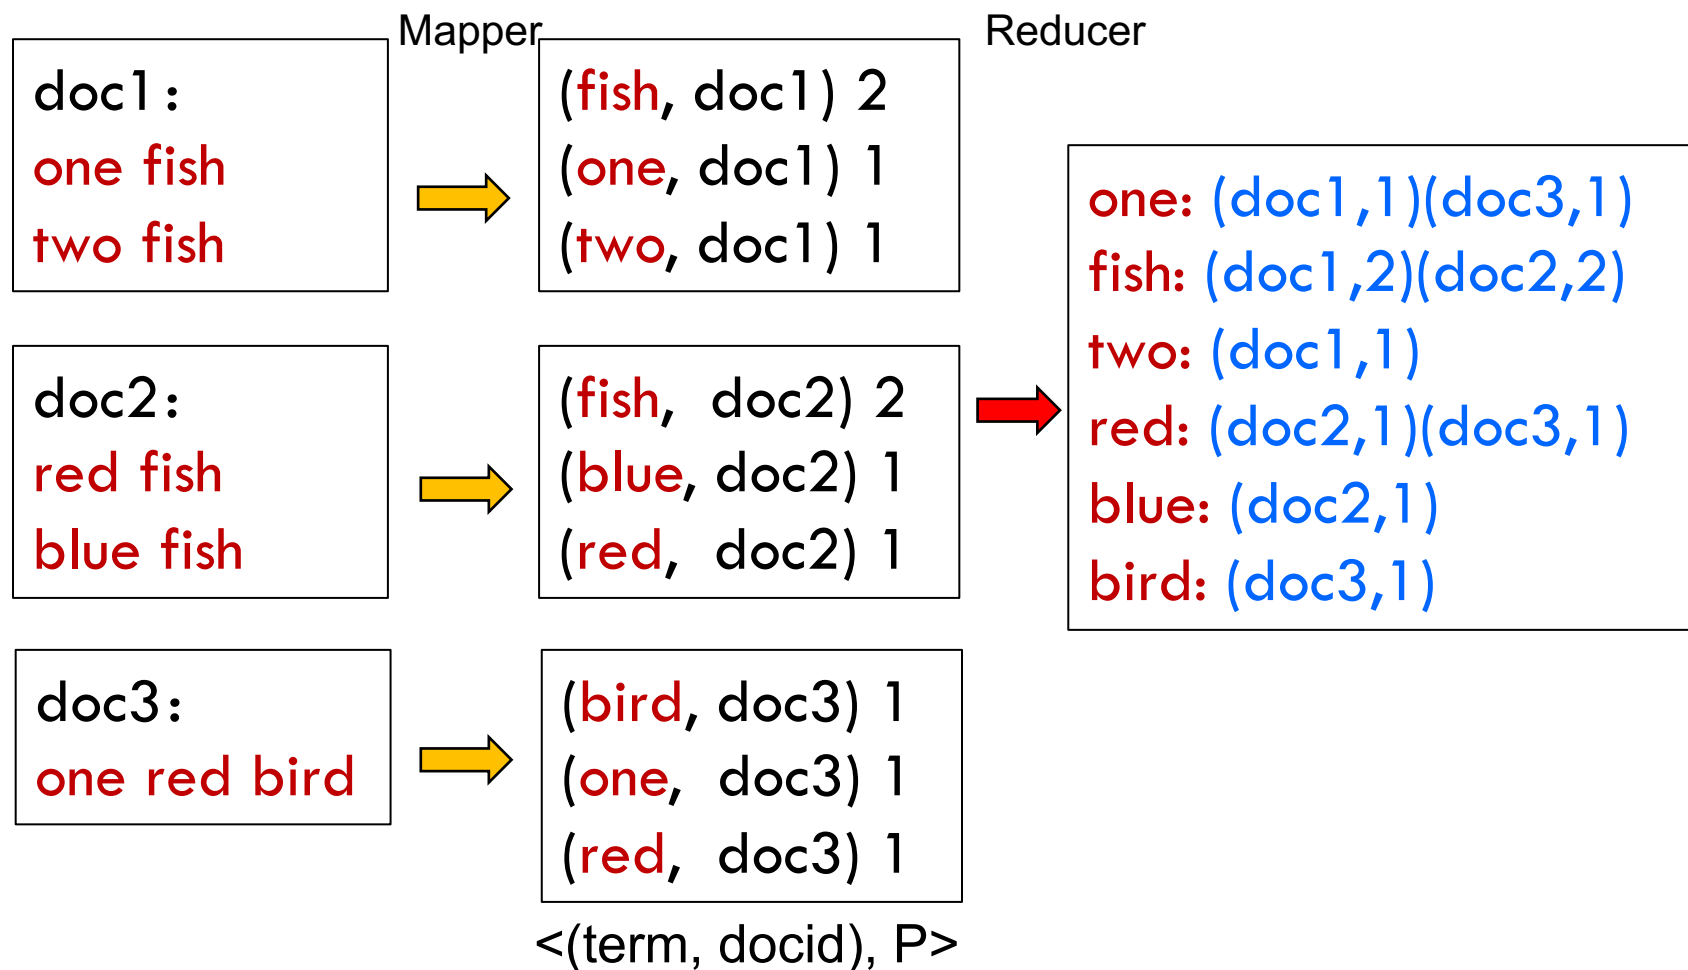 Mapper
Reducer
doc1:
one fish
two fish
(fish, doc1) 2
(one, doc1) 1
(two, doc1) 1
doc2:
red fish
blue fish
(fish, doc2) 2
(blue, doc2) 1
(red, doc2) 1
doc3:
one red bird
(bird, doc3) 1
(one, doc3) 1
(red, doc3) 1
<(term, docid), P>
one: (doc1,1)(doc3,1)
fish: (doc1,2)(doc2,2)
two: (doc1,1)
red: (doc2,1)(doc3,1)
blue: (doc2,1)
bird: (doc3,1)